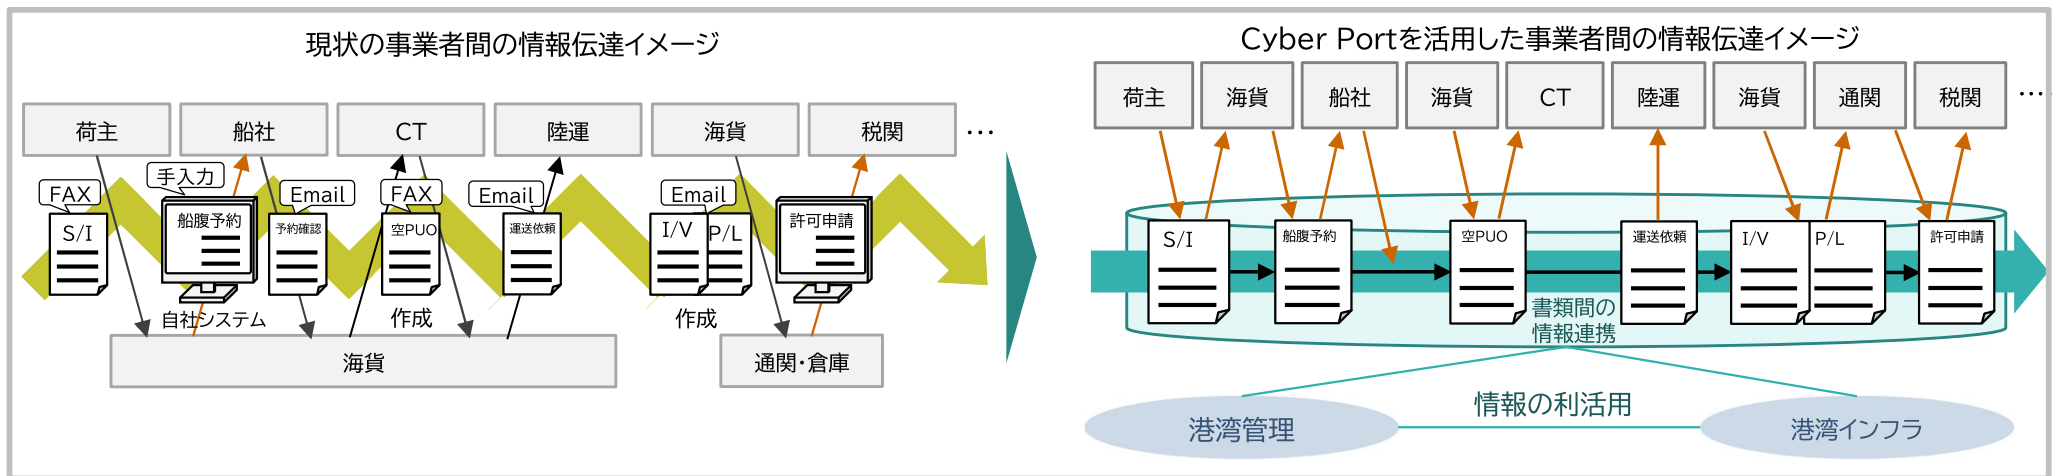 現状の事業者間の情報伝達イメージ
荷主
船社
CT
陸運
海貨
税関
…
FAX
手入力
Email
FAX
Email
Email
S/I
船腹予約
予約確認
空PUO
運送依頼
I/V
P/L
許可申請
自社システム
作成
作成
海貨
通関・倉庫
Cyber Portを活用した事業者間の情報伝達イメージ
荷主
海貨
船社
海貨
CT
陸運
海貨
通関
税関
…
S/I
船腹予約
空PUO
運送依頼
I/V
P/L
許可申請
書類間の
情報連携
情報の利活用
港湾管理
港湾インフラ